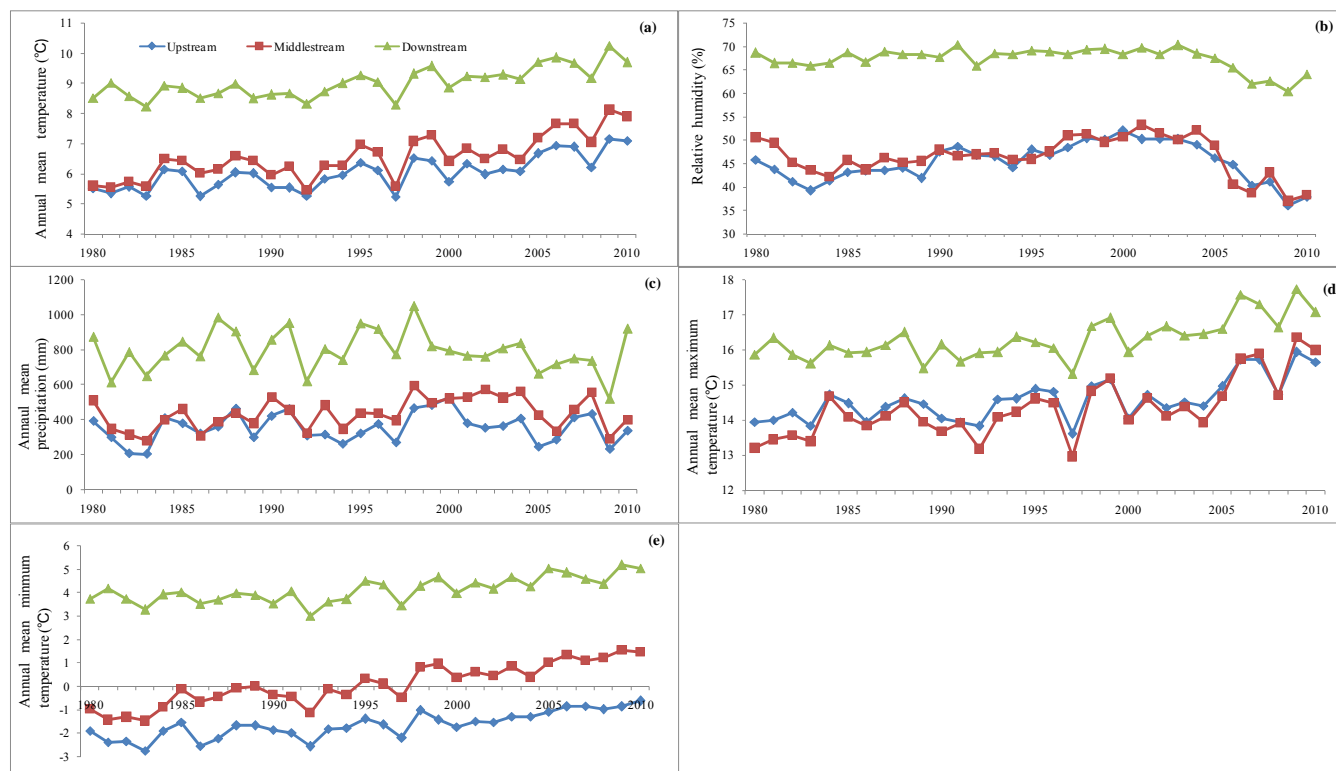 (a)
Annual mean temperature (℃)
11
10
9
8
7
6
5
4
Upstream Middlestream Downstream
1980 1985 1990 1995 2000 2005 2010
(b)
Relative humidity (%)
75
70
65
60
55
50
45
40
35
30
1980 1985 1990 1995 2000 2005 2010
(c)
Annual mean
precipitation (mm)
1200
1000
800
600
400
200
0
1980 1985 1990 1995 2000 2005 2010
(d
Annual mean maximum
temperature (℃)
18
17
16
15
14
13
12
1980 1985 1990 1995 2000 2005 2010
(e)
Annual mean minimum
temperature (℃)
6
5
4
3
2
1
0
-1
-2
-3
1980 1985 1990 1995 2000 2005 2010